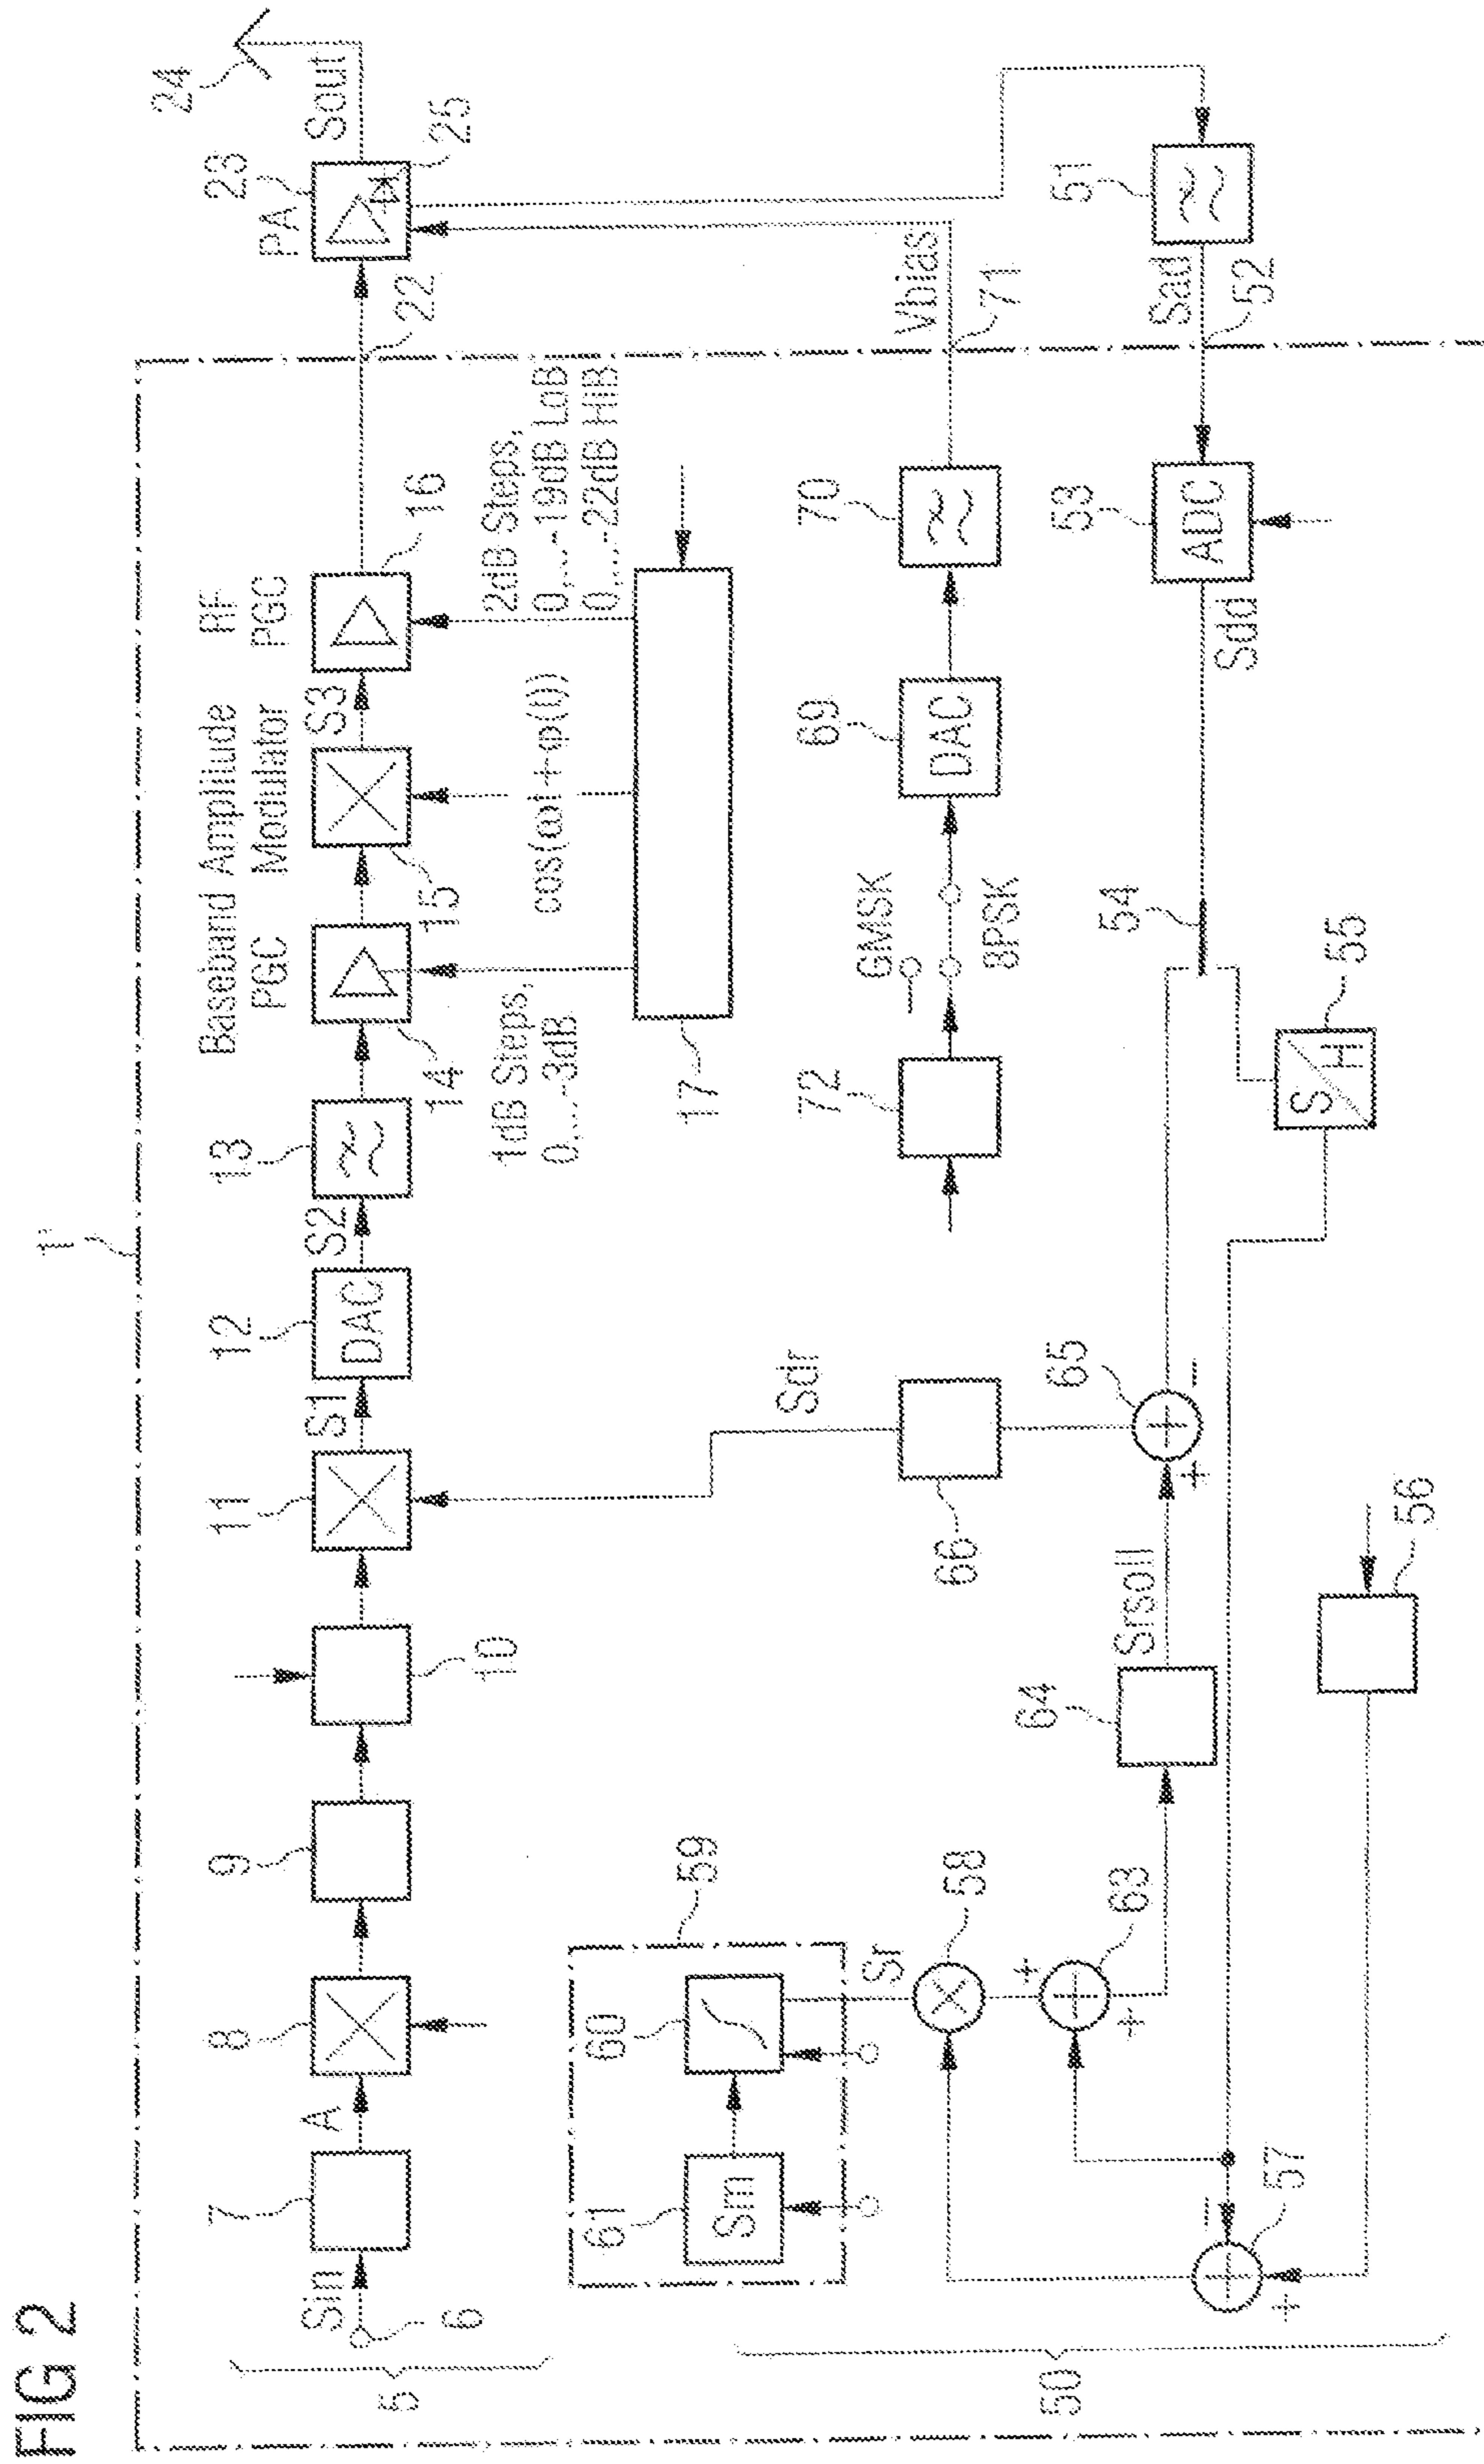 FIG 2
1'
5
6
Sin
7
A
8
9
10
11
S1
12
DAC
S2
13
14
Baseband
PGC
15
Amplitude
Modulator
S3
16
RF
PGC
22
23
PA
24
Sout
25
1dB Steps,
0,...-3dB
cos(ωt+φ(t))
2dB Steps,
0,...-19dB LoB
0,...-22dB HiB
17
Sdr
66
72
GMSK
8PSK
69
DAC
70
Vbias
71
51
Sad
52
53
ADC
Sdd
54
55
S
H
65
+
-
Srsoll
64
56
59
60
61
Sm
Sr
58
63
+
+
57
-
+
50